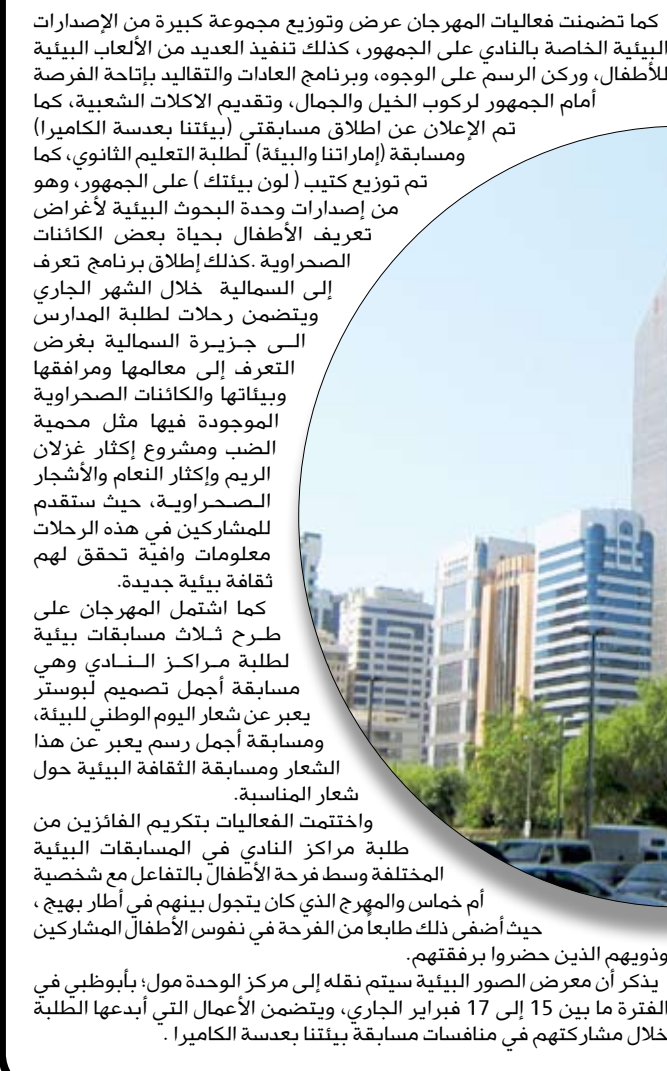 كما تضمنت فعاليات المهرجان عرض وتوزيع مجموعة كبيرة من الإصدارات
البيئية الخاصة بالنادي على الجمهور، كذلك تنفيذ العديد من الألعاب البيئية
للأطفال، وركن الرسم على الوجوه، وبرنامج العادات والتقاليد بإتاحة الفرصة
أمام الجمهور لركوب الخيل والجمال، وتقديم الاكلات الشعبية، كما
تم الإعلان عن اطلاق مسابقتي (بيئتنا بعدسة الكاميرا)
ومسابقة (إماراتنا والبيئة) لطلبة التعليم الثانوي، كما
تم توزيع كتيب ( لون بيئتك ) على الجمهور، وهو
من إصدارات وحدة البحوث البيئية لأغراض
تعريف الأطفال بحياة بعض الكائنات
الصحراوية .كذلك إطلاق برنامج تعرف
إلى السمالية خلال الشهر الجاري
ويتضمن رحلات لطلبة المدارس
الى جزيرة السمالية بغرض
التعرف إلى معالمها ومرافقها
وبيئاتها والكائنات الصحراوية
الموجودة فيها مثل محمية
الضب ومشروع إكثار غزلان
الريم وإكثار النعام والأشجار
الصحراوية، حيث ستقدم
للمشاركين في هذه الرحلات
معلومات وافية تحقق لهم
ثقافة بيئية جديدة.
كما اشتمل المهرجان على
طرح ثلاث مسابقات بيئية
لطلبة مراكز النادي وهي
مسابقة أجمل تصميم لبوستر
يعبر عن شعار اليوم الوطني للبيئة،
ومسابقة أجمل رسم يعبر عن هذا
الشعار ومسابقة الثقافة البيئية حول
شعار المناسبة.
واختتمت الفعاليات بتكريم الفائزين من
طلبة مراكز النادي في المسابقات البيئية
المختلفة وسط فرحة الأطفال بالتفاعل مع شخصية
أم خماس والمهرج الذي كان يتجول بينهم في أطار بهيج ،
حيث أضفى ذلك طابعاً من الفرحة في نفوس الأطفال المشاركين
وذويهم الذين حضروا برفقتهم.
يذكر أن معرض الصور البيئية سيتم نقله إلى مركز الوحدة مول؛ بأبوظبي في
الفترة ما بين 15 إلى 17 فبراير الجاري، ويتضمن الأعمال التي أبدعها الطلبة
خلال مشاركتهم في منافسات مسابقة بيئتنا بعدسة الكاميرا .